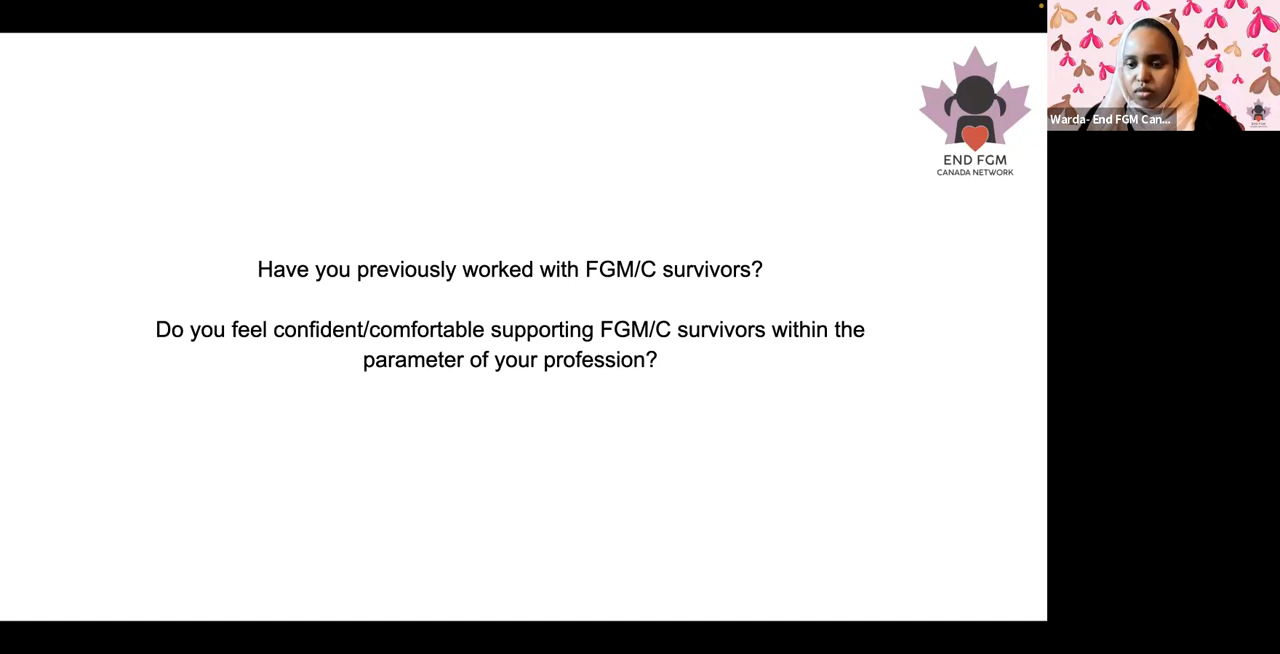 END FGM
CANADA NETWORK
Warda- End FGM Can...
Have you previously worked with FGM/C survivors?
Do you feel confident/comfortable supporting FGM/C survivors within the
parameter of your profession?